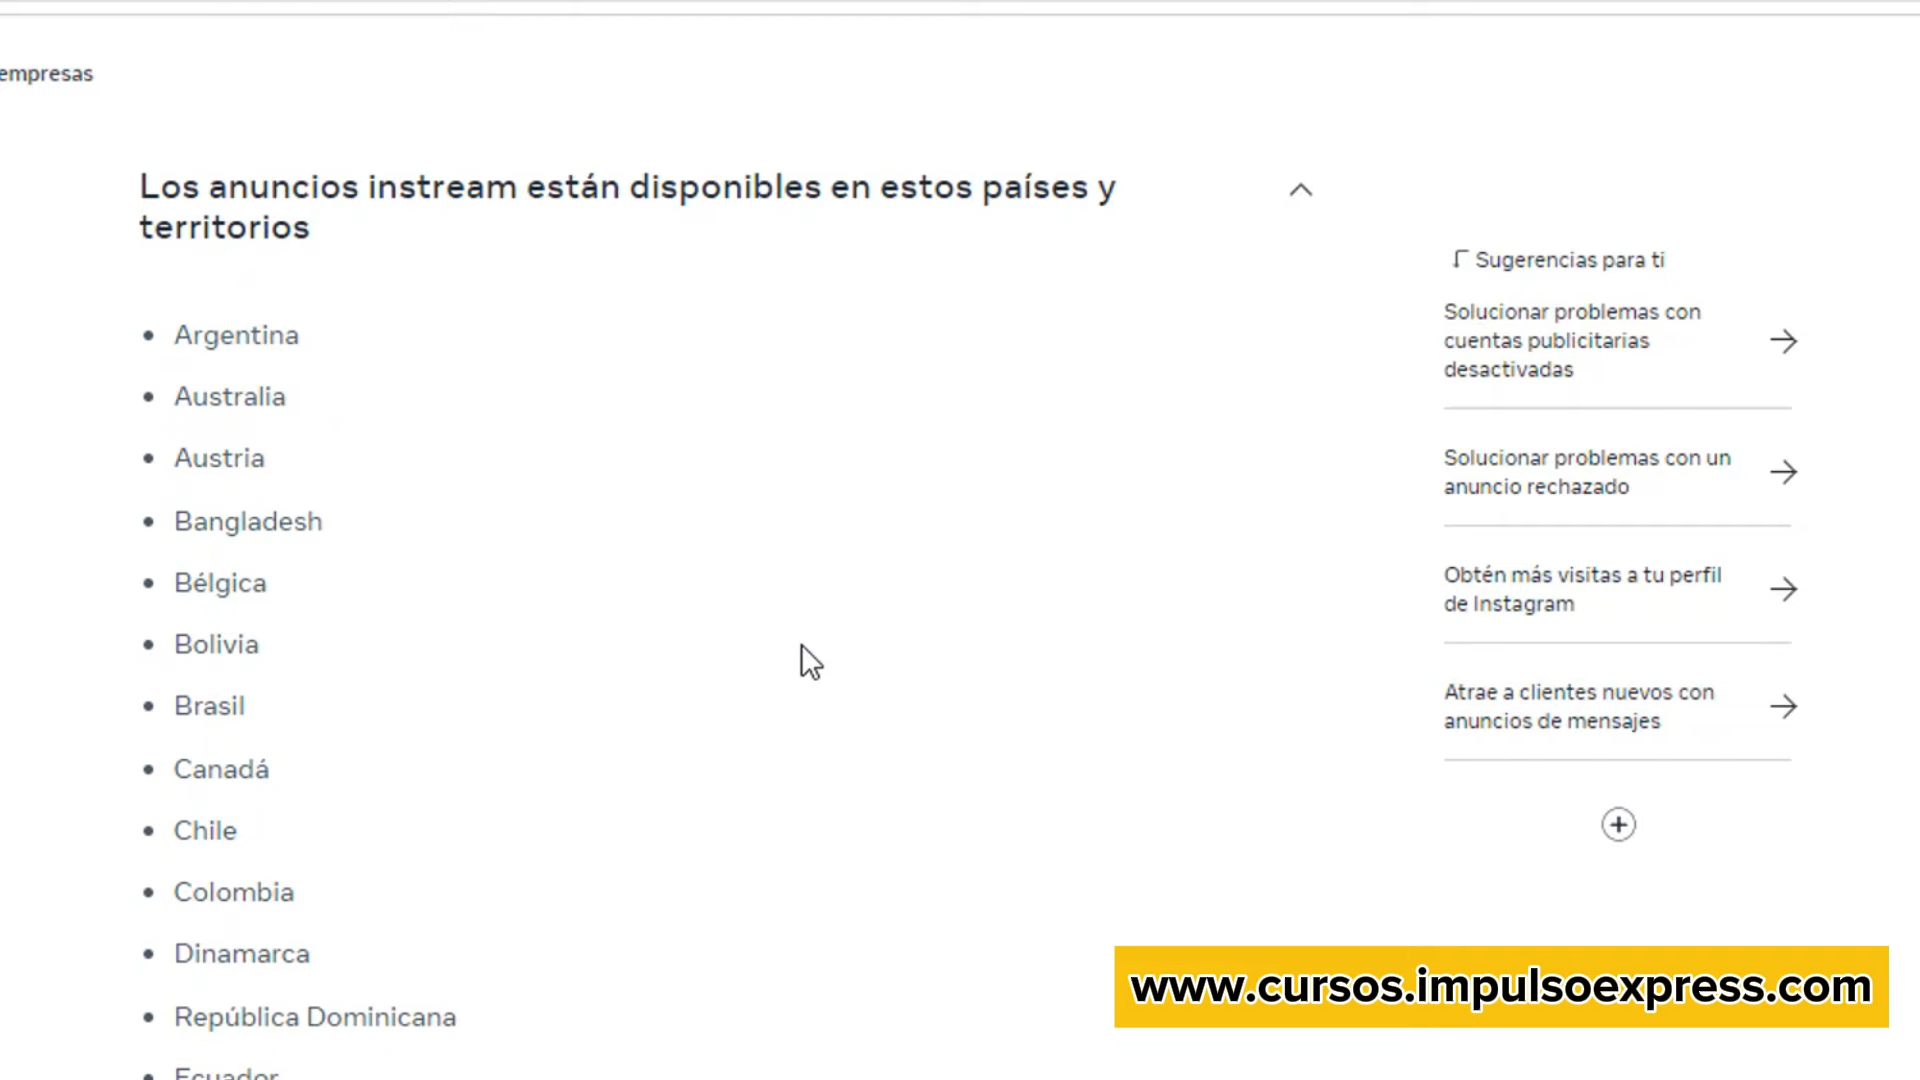 empresas
Los anuncios instream están disponibles en estos países y
territorios
Argentina
Australia
Austria
Bangladesh
Bélgica
Bolivia
Brasil
Canadá
Chile
Colombia
Dinamarca
República Dominicana
Ecuador
Sugerencias para ti
Solucionar problemas con
cuentas publicitarias
desactivadas
Solucionar problemas con un
anuncio rechazado
Obtén más visitas a tu perfil
de Instagram
Atrae a clientes nuevos con
anuncios de mensajes
www.cursos.impulsoexpress.com